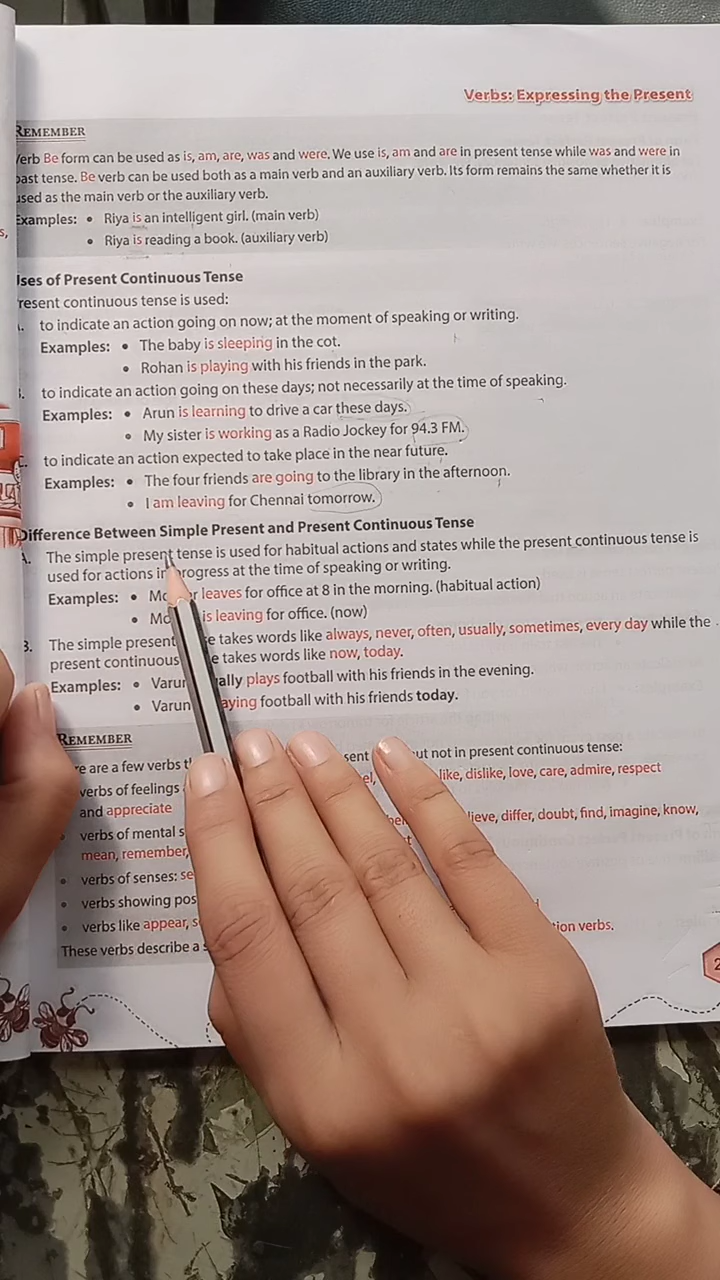 Verbs: Expressing the Present
REMEMBER
Verb Be form can be used as is, am, are, was and were. We use is, am and are in present tense while was and were in
past tense. Be verb can be used both as a main verb and an auxiliary verb. Its form remains the same whether it is
used as the main verb or the auxiliary verb.
Examples: • Riya is an intelligent girl. (main verb)
• Riya is reading a book. (auxiliary verb)
s,
Uses of Present Continuous Tense
Present continuous tense is used:
to indicate an action going on now; at the moment of speaking or writing.
Examples: • The baby is sleeping in the cot.
• Rohan is playing with his friends in the park.
to indicate an action going on these days; not necessarily at the time of speaking.
Examples: • Arun is learning to drive a car these days.
• My sister is working as a Radio Jockey for 94.3 FM.
to indicate an action expected to take place in the near future.
Examples: • The four friends are going to the library in the afternoon.
• I am leaving for Chennai tomorrow.
Difference Between Simple Present and Present Continuous Tense
A. The simple present tense is used for habitual actions and states while the present continuous tense is
used for actions in progress at the time of speaking or writing.
Examples: • leaves for office at 8 in the morning. (habitual action)
• is leaving for office. (now)
B. The simple present takes words like always, never, often, usually, sometimes, every day while the
present continuous takes words like now, today.
Examples: • Varun usually plays football with his friends in the evening.
• Varun playing football with his friends today.
REMEMBER
are a few verbs but not in present continuous tense:
verbs of feelings like, dislike, love, care, admire, respect
and appreciate
• verbs of mental believe, differ, doubt, find, imagine, know,
mean, remember,
• verbs of senses:
• verbs showing
• verbs like appear, verbs.
These verbs describe a
2